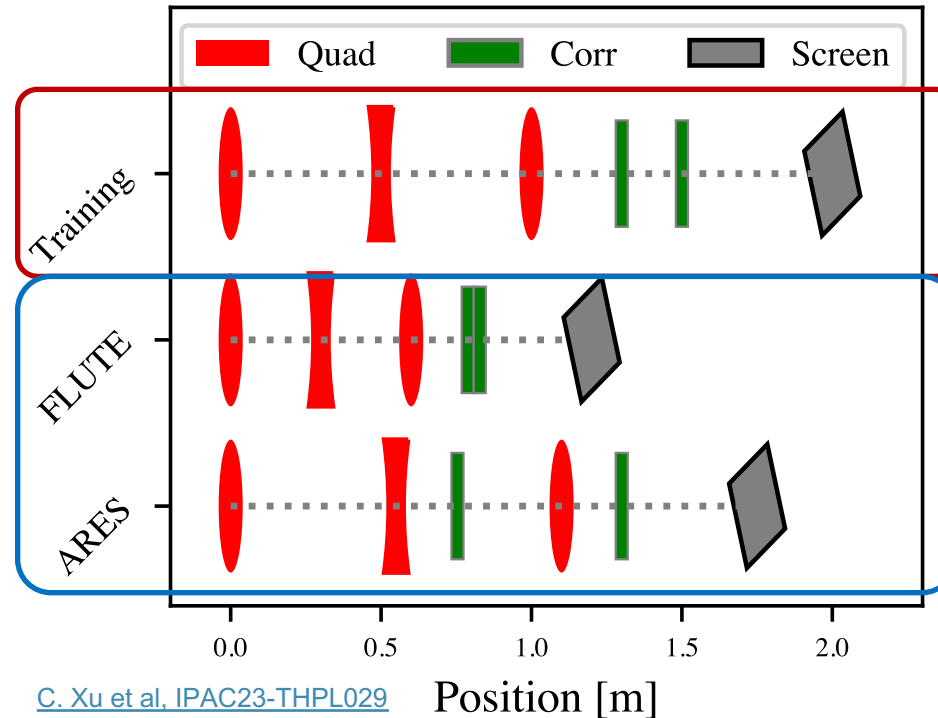 Quad Corr Screen
Training
FLUTE
ARES
0.0 0.5 1.0 1.5 2.0
C. Xu et al, IPAC23-THPL029 Position [m]